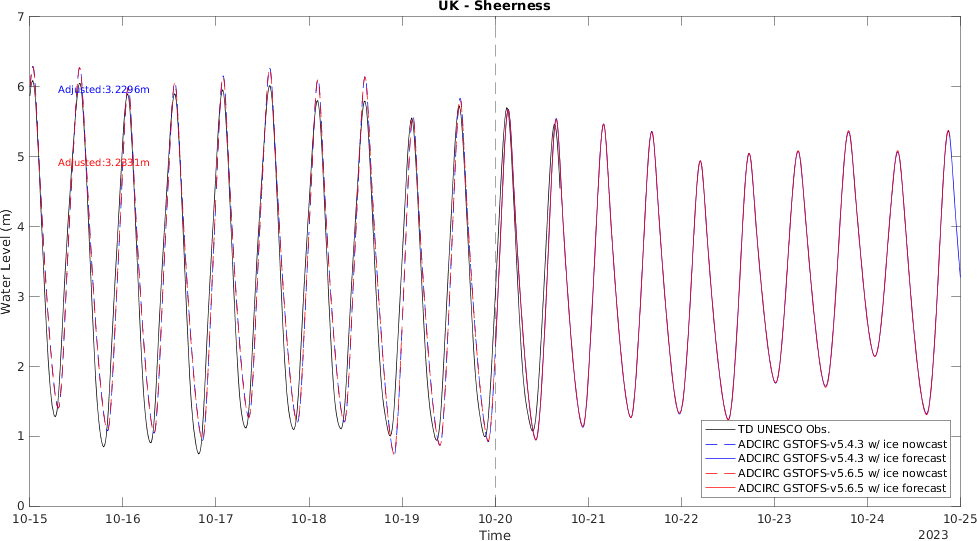 UK - Sheerness
7
6
5
4
3
2
1
0
Water Level (m)
Adjusted:3.2296m
Adjusted:3.2331m
TD UNESCO Obs.
ADCIRC GSTOFS-v5.4.3 w/ ice nowcast
ADCIRC GSTOFS-v5.4.3 w/ ice forecast
ADCIRC GSTOFS-v5.6.5 w/ ice nowcast
ADCIRC GSTOFS-v5.6.5 w/ ice forecast
10-15 10-16 10-17 10-18 10-19 10-20 10-21 10-22 10-23 10-24 10-25
Time
2023